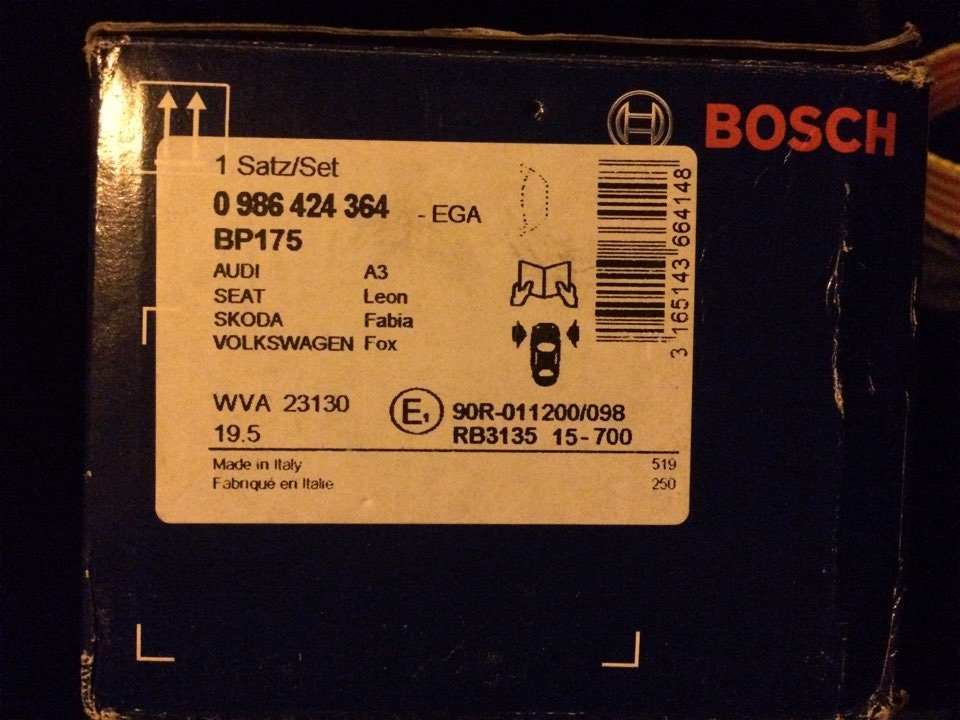 BOSCH
1 Satz/Set
0 986 424 364 - EGA
BP175
AUDI A3
SEAT Leon
SKODA Fabia
VOLKSWAGEN Fox
WVA 23130
19.5
E1 90R-011200/098
RB3135 15-700
Made in Italy 519
Fabriqué en Italie 250
3 165143 664148